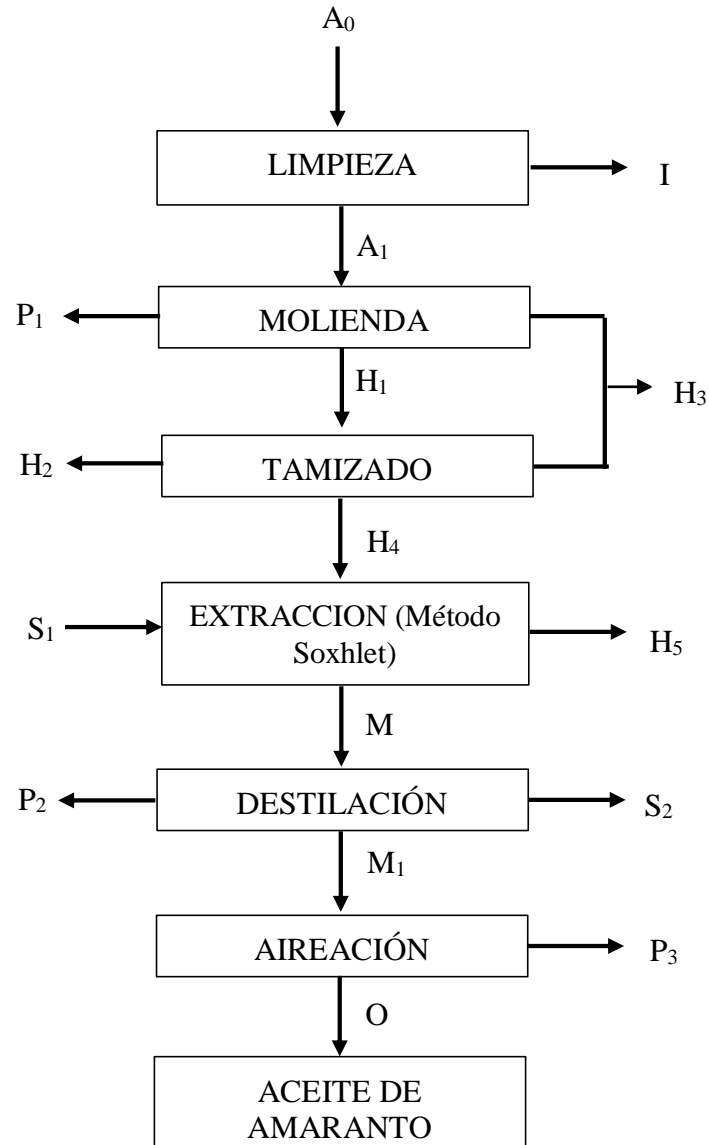 A₀
LIMPIEZA
I
A₁
P₁
MOLIENDA
H₁
H₃
H₂
TAMIZADO
H₄
S₁
EXTRACCION (Método
Soxhlet)
H₅
M
P₂
DESTILACIÓN
S₂
M₁
AIREACIÓN
P₃
O
ACEITE DE
AMARANTO